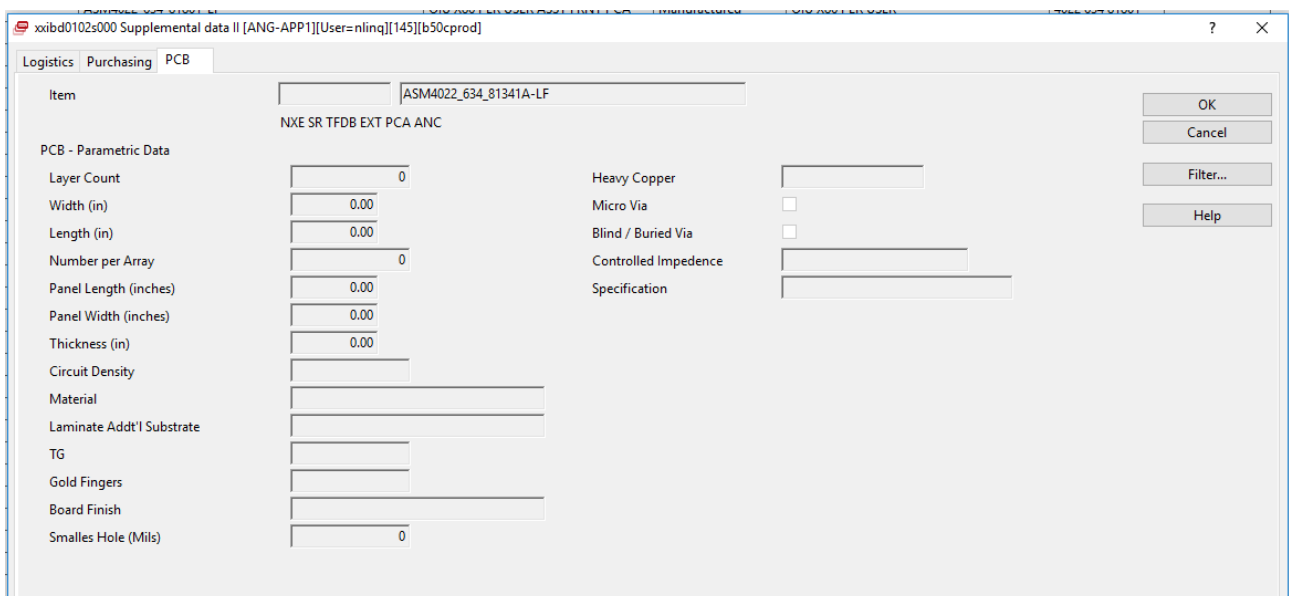 xxibd0102s000 Supplemental data II [ANG-APP1][User=nlinq][145][b50cprod] ?
Logistics Purchasing PCB
Item ASM4022_634_81341A-LF OK
NXE SR TFDB EXT PCA ANC Cancel
PCB - Parametric Data
Layer Count 0 Heavy Copper Filter...
Width (in) 0.00 Micro Via
Length (in) 0.00 Blind / Buried Via Help
Number per Array 0 Controlled Impedence
Panel Length (inches) 0.00 Specification
Panel Width (inches) 0.00
Thickness (in) 0.00
Circuit Density
Material
Laminate Addt'l Substrate
TG
Gold Fingers
Board Finish
Smalles Hole (Mils) 0